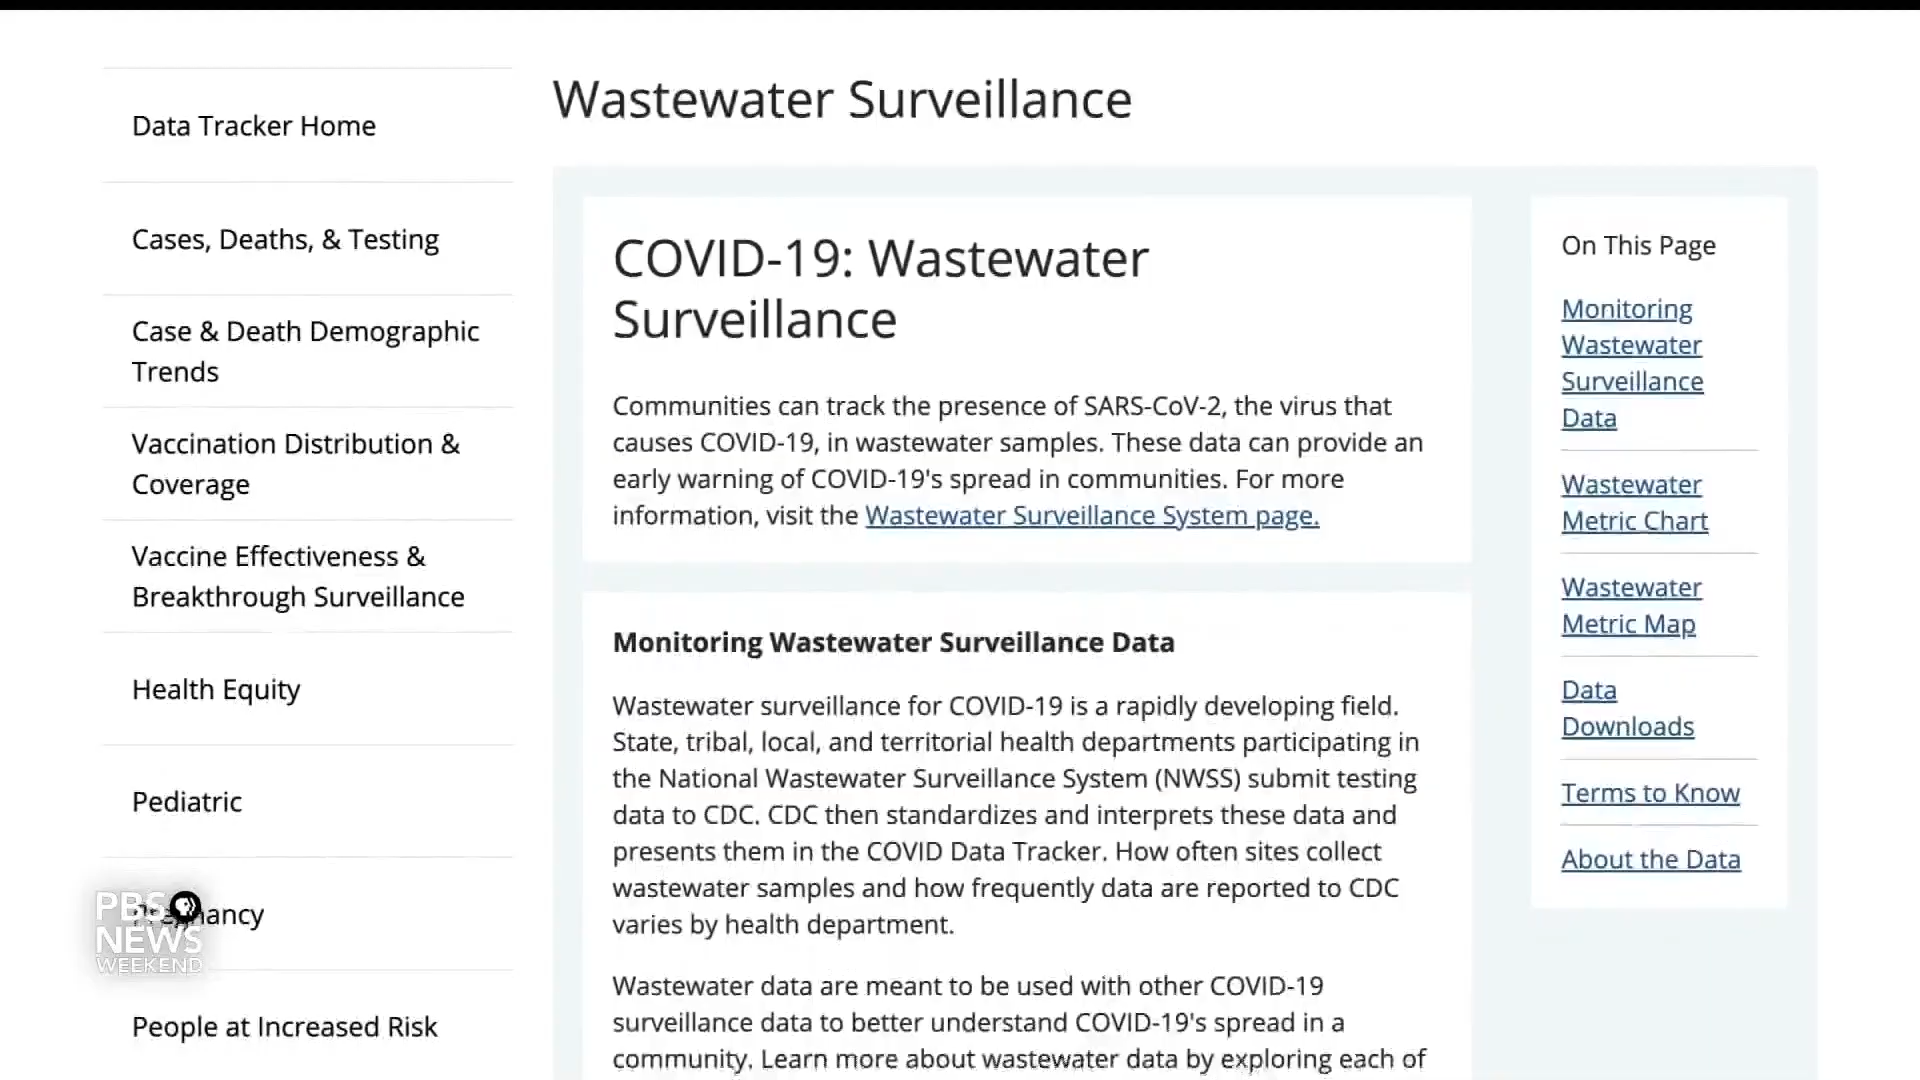 Data Tracker Home
Cases, Deaths, & Testing
Case & Death Demographic
Trends
Vaccination Distribution &
Coverage
Vaccine Effectiveness &
Breakthrough Surveillance
Health Equity
Pediatric
Pregnancy
People at Increased Risk
PBS
NEWS
WEEKEND
Wastewater Surveillance
COVID-19: Wastewater
Surveillance
Communities can track the presence of SARS-CoV-2, the virus that
causes COVID-19, in wastewater samples. These data can provide an
early warning of COVID-19's spread in communities. For more
information, visit the Wastewater Surveillance System page.
Monitoring Wastewater Surveillance Data
Wastewater surveillance for COVID-19 is a rapidly developing field.
State, tribal, local, and territorial health departments participating in
the National Wastewater Surveillance System (NWSS) submit testing
data to CDC. CDC then standardizes and interprets these data and
presents them in the COVID Data Tracker. How often sites collect
wastewater samples and how frequently data are reported to CDC
varies by health department.
Wastewater data are meant to be used with other COVID-19
surveillance data to better understand COVID-19's spread in a
community. Learn more about wastewater data by exploring each of
On This Page
Monitoring
Wastewater
Surveillance
Data
Wastewater
Metric Chart
Wastewater
Metric Map
Data
Downloads
Terms to Know
About the Data